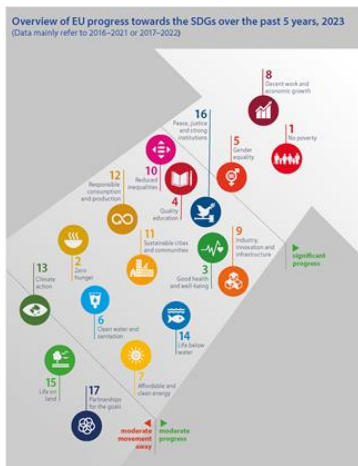 Overview of EU progress towards the SDGs over the past 5 years, 2023
(Data mainly refer to 2016–2021 or 2017–2022)
8
Decent work and
economic growth
16
Peace, justice
and strong
institutions
1
No poverty
5
Gender
equality
10
Reduced
inequalities
12
Responsible
consumption
and production
4
Quality
education
9
Industry,
innovation and
infrastructure
11
Sustainable cities
and communities
2
Zero
hunger
3
Good health
and well-being
significant
progress
13
Climate
action
6
Clean water and
sanitation
14
Life below
water
15
Life on
land
7
Affordable and
clean energy
17
Partnerships
for the goals
moderate
movement
away
moderate
progress